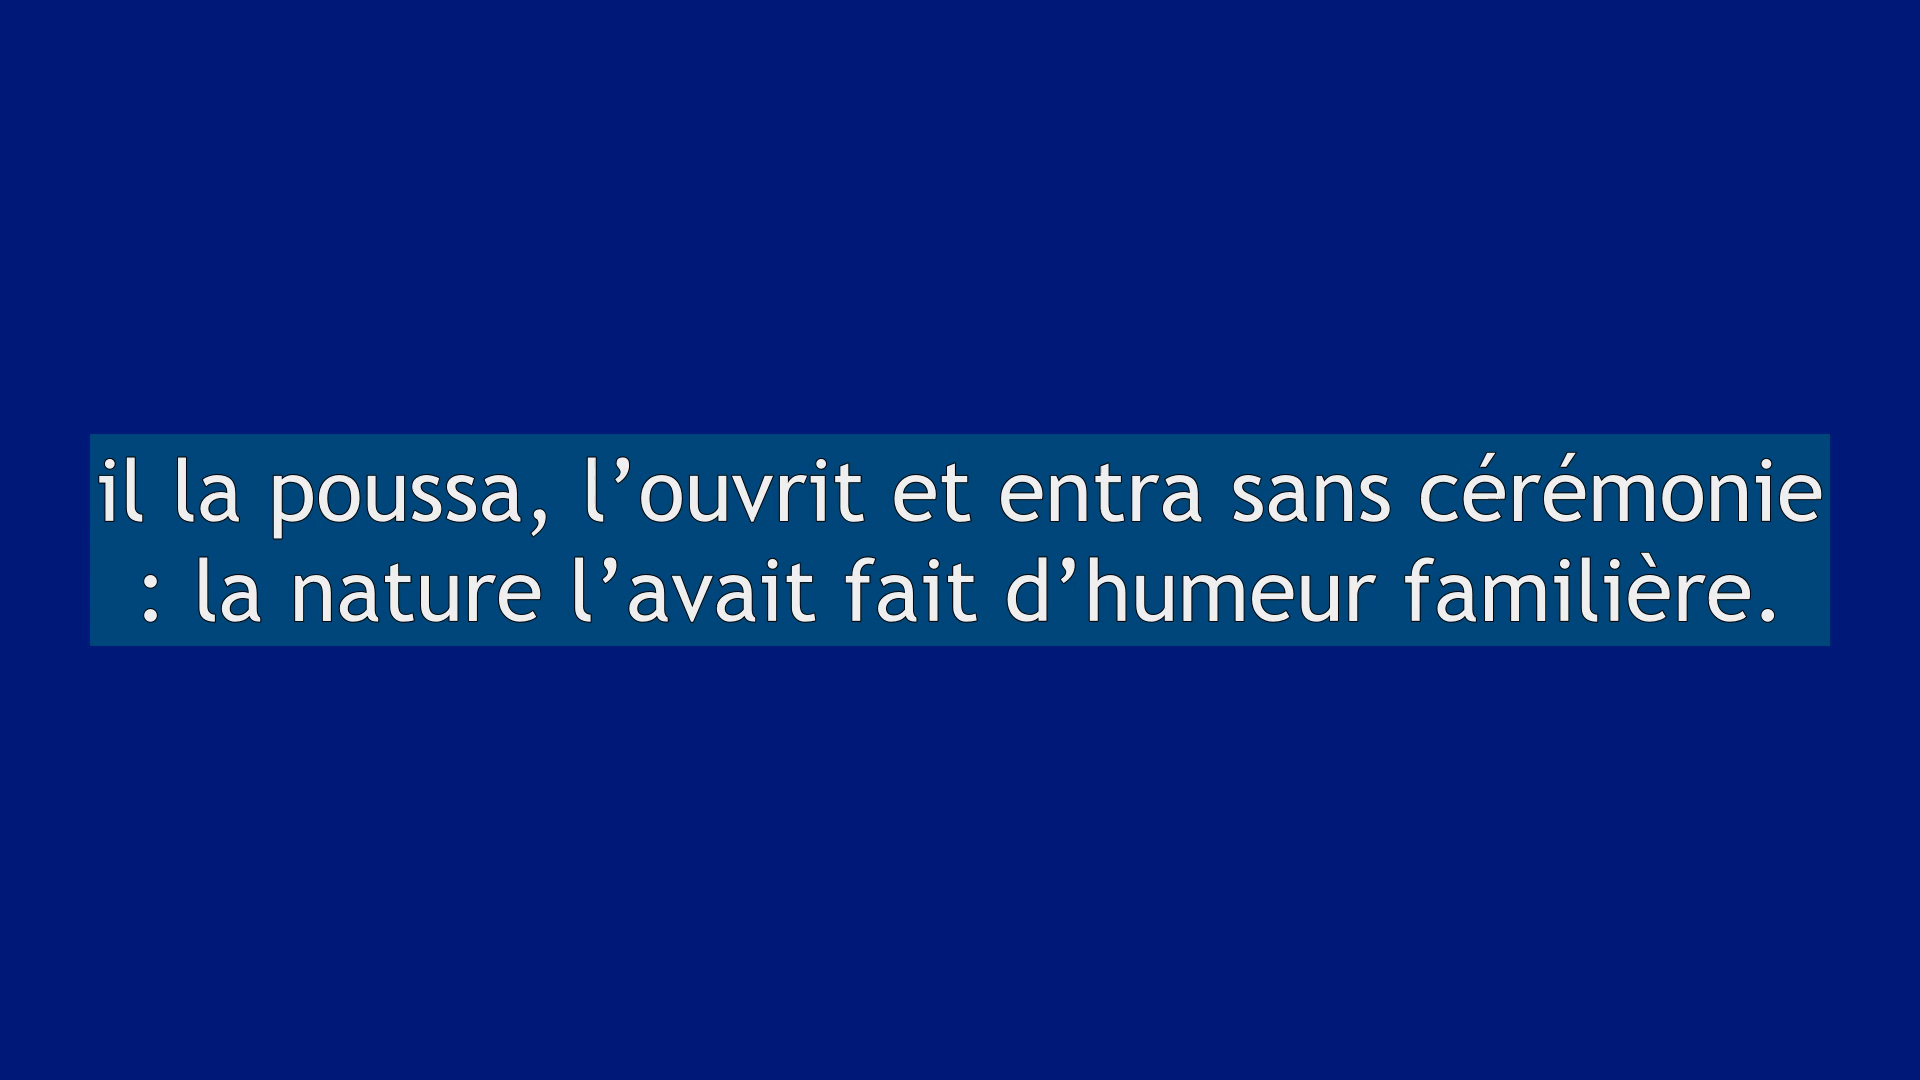 il la poussa, l’ouvrit et entra sans cérémonie
: la nature l’avait fait d’humeur familière.